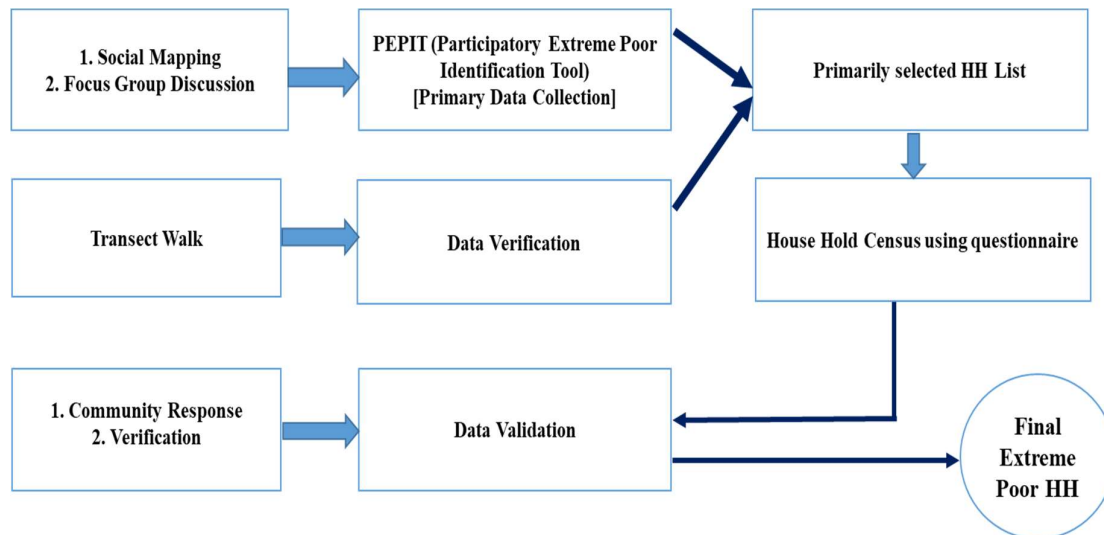 1. Social Mapping
2. Focus Group Discussion
PEPIT (Participatory Extreme Poor
Identification Tool)
[Primary Data Collection]
Primarily selected HH List
Transect Walk
Data Verification
House Hold Census using questionnaire
1. Community Response
2. Verification
Data Validation
Final
Extreme
Poor HH